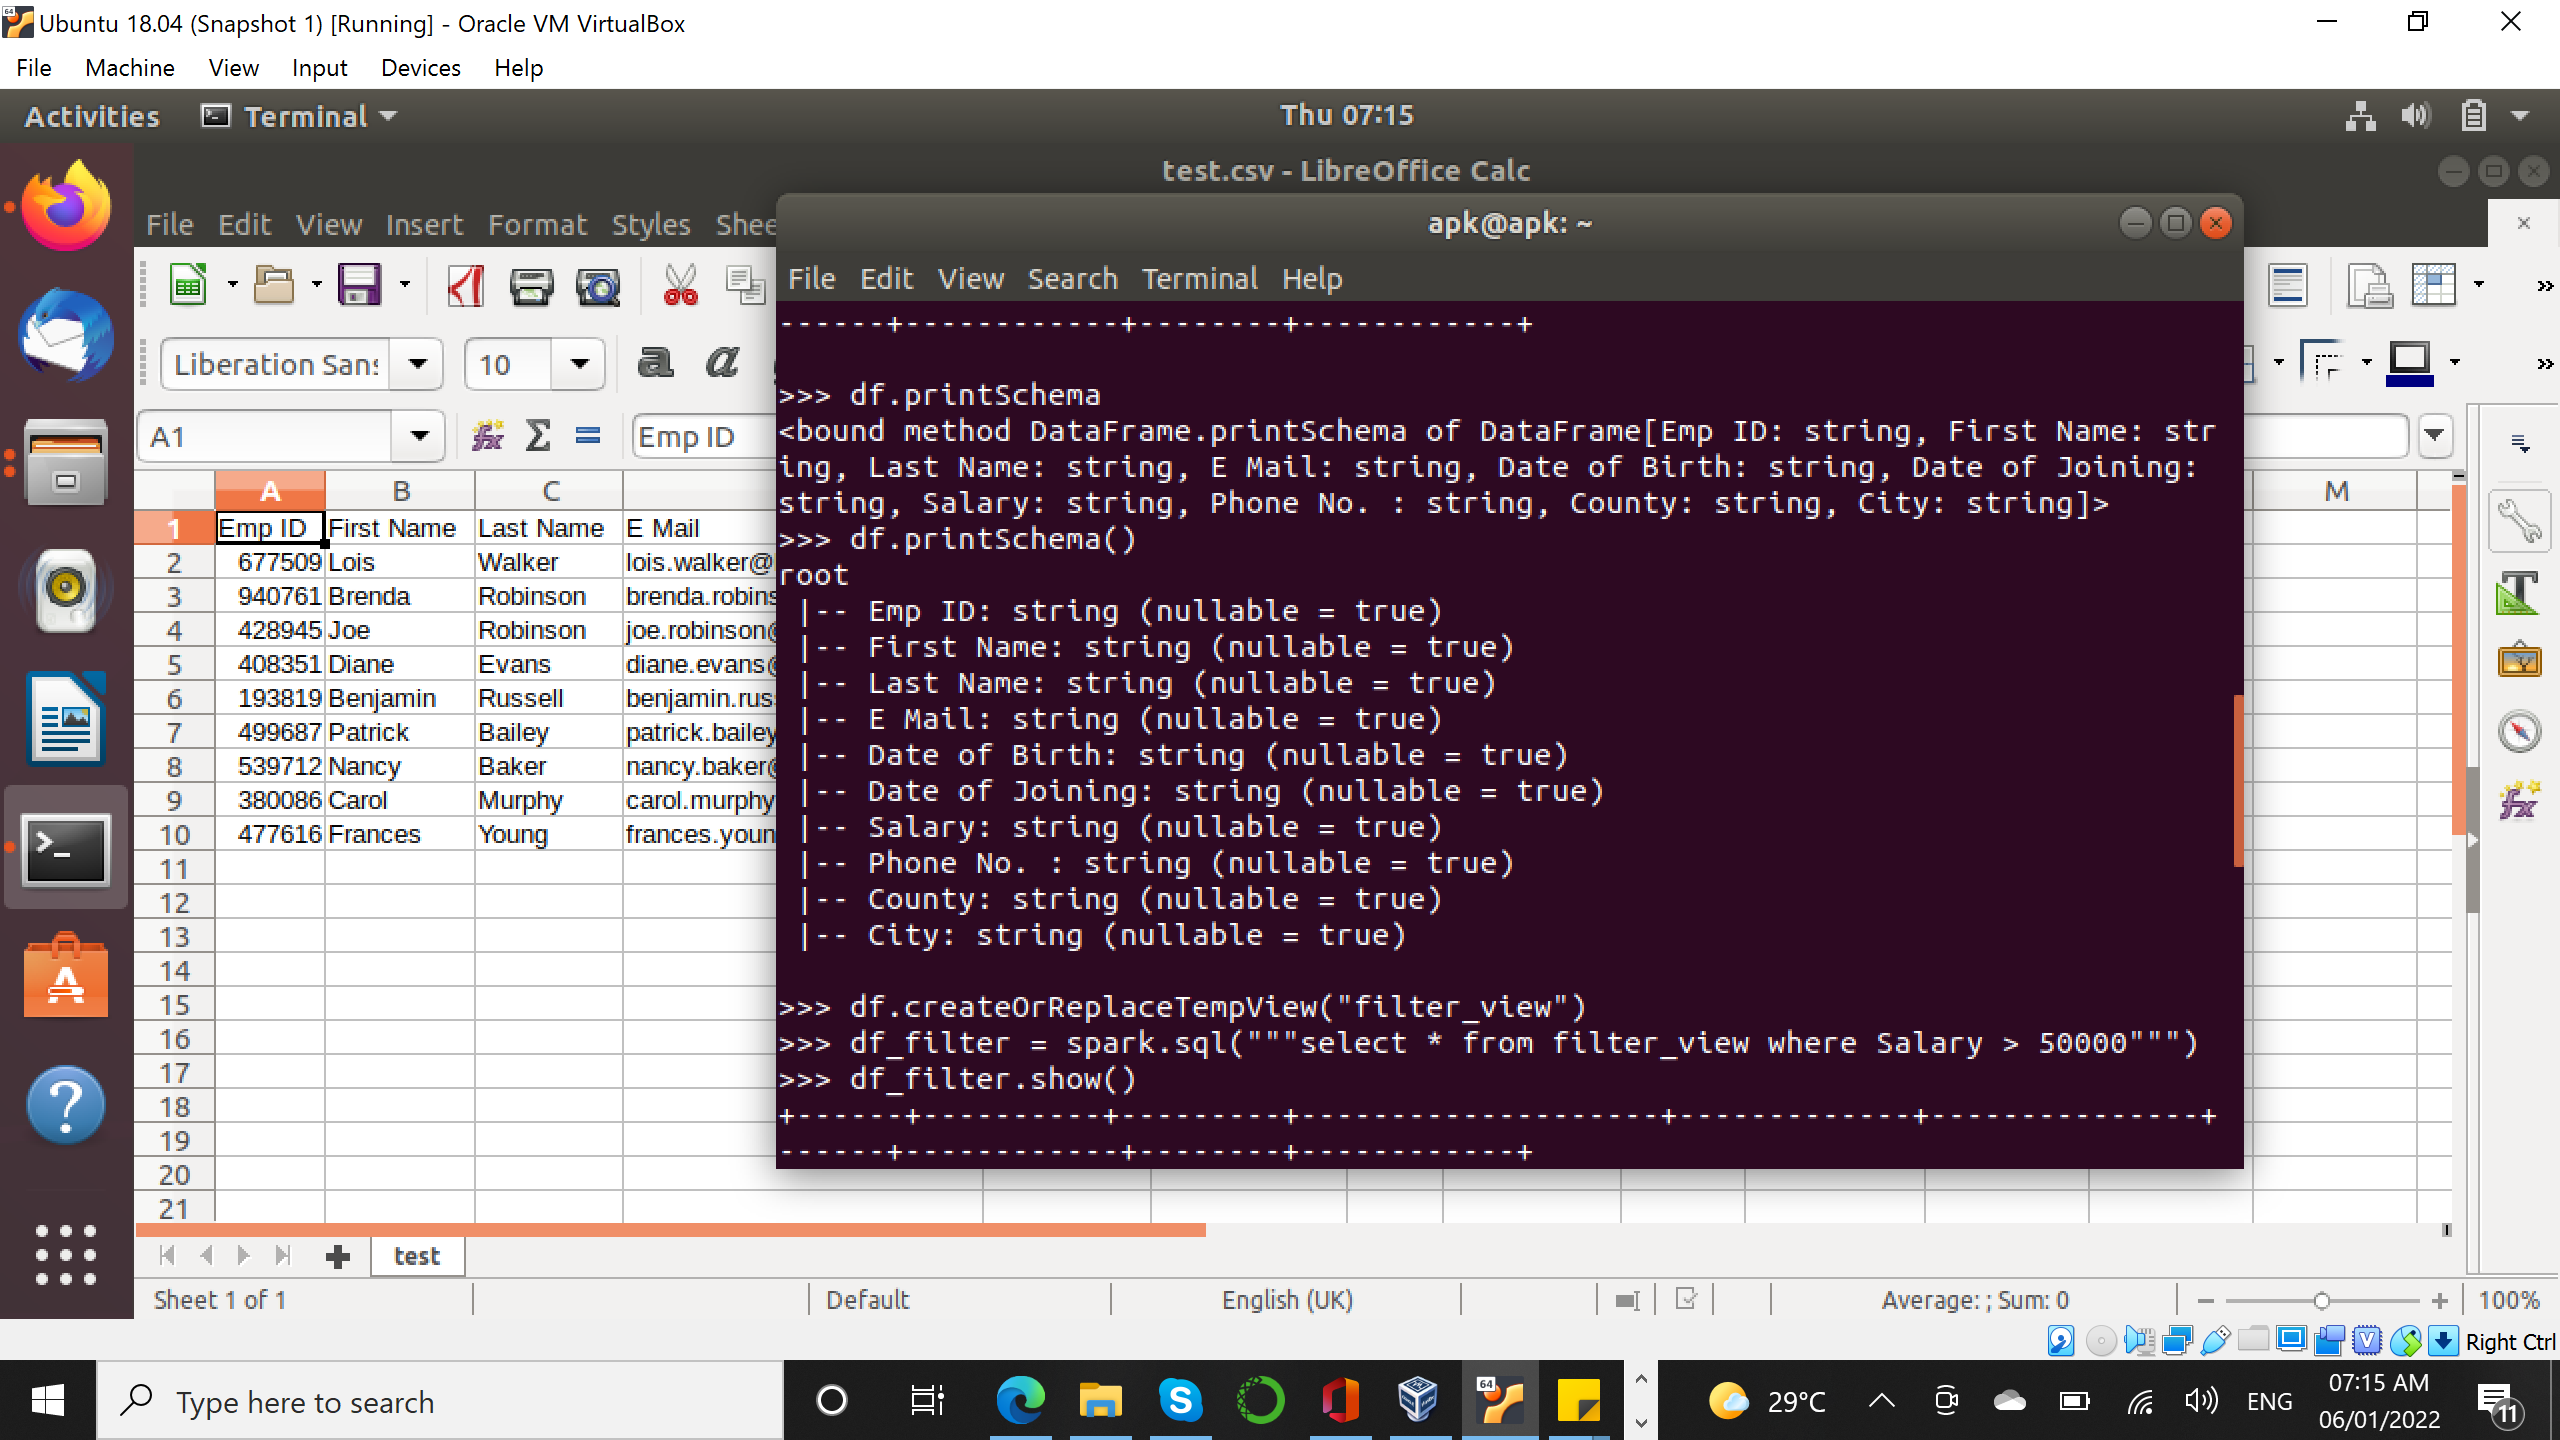 Ubuntu 18.04 (Snapshot 1) [Running] - Oracle VM VirtualBox
File Machine View Input Devices Help
Activities Terminal Thu 07:15
test.csv - LibreOffice Calc
File Edit View Insert Format Styles Shee
apk@apk: ~
File Edit View Search Terminal Help
Liberation Sans 10
A1 Emp ID
A B C M
1 Emp ID First Name Last Name E Mail
2 677509 Lois Walker lois.walker@
3 940761 Brenda Robinson brenda.robins
4 428945 Joe Robinson joe.robinson@
5 408351 Diane Evans diane.evans@
6 193819 Benjamin Russell benjamin.rus
7 499687 Patrick Bailey patrick.bailey
8 539712 Nancy Baker nancy.baker@
9 380086 Carol Murphy carol.murphy
10 477616 Frances Young frances.youn
11
12
13
14
15
16
17
18
19
20
21
------+------------+--------+------------+
>>> df.printSchema
<bound method DataFrame.printSchema of DataFrame[Emp ID: string, First Name: str
ing, Last Name: string, E Mail: string, Date of Birth: string, Date of Joining:
string, Salary: string, Phone No. : string, County: string, City: string]>
>>> df.printSchema()
root
|-- Emp ID: string (nullable = true)
|-- First Name: string (nullable = true)
|-- Last Name: string (nullable = true)
|-- E Mail: string (nullable = true)
|-- Date of Birth: string (nullable = true)
|-- Date of Joining: string (nullable = true)
|-- Salary: string (nullable = true)
|-- Phone No. : string (nullable = true)
|-- County: string (nullable = true)
|-- City: string (nullable = true)
>>> df.createOrReplaceTempView("filter_view")
>>> df_filter = spark.sql("""select * from filter_view where Salary > 50000""")
>>> df_filter.show()
+------+----------+---------+--------------------+-------------+---------------+
------+------------+--------+------------+
test
Sheet 1 of 1 Default English (UK) Average: ; Sum: 0 100%
Right Ctrl
Type here to search 29°C ENG 07:15 AM
06/01/2022 11